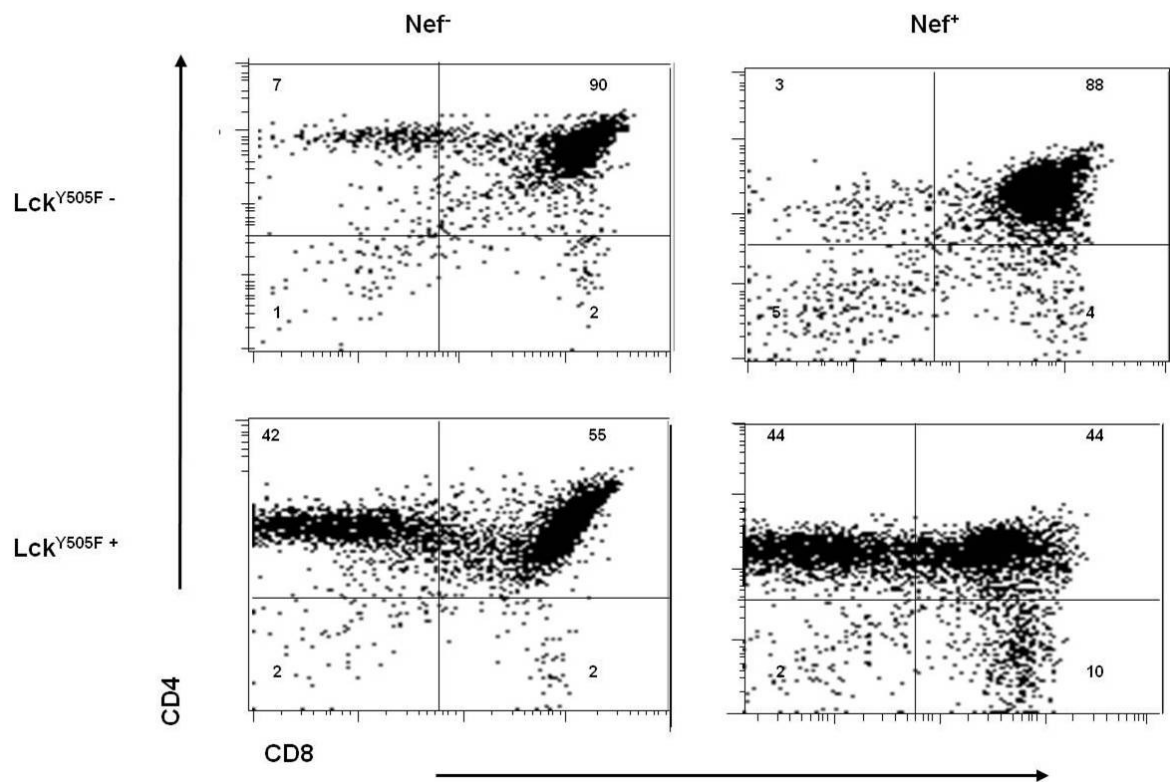 Nef⁻ Nef⁺
7 90 3 88
Lck^Y505F -
1 2 5 4
42 55 44 44
Lck^Y505F +
2 2 2 10
CD4
CD8